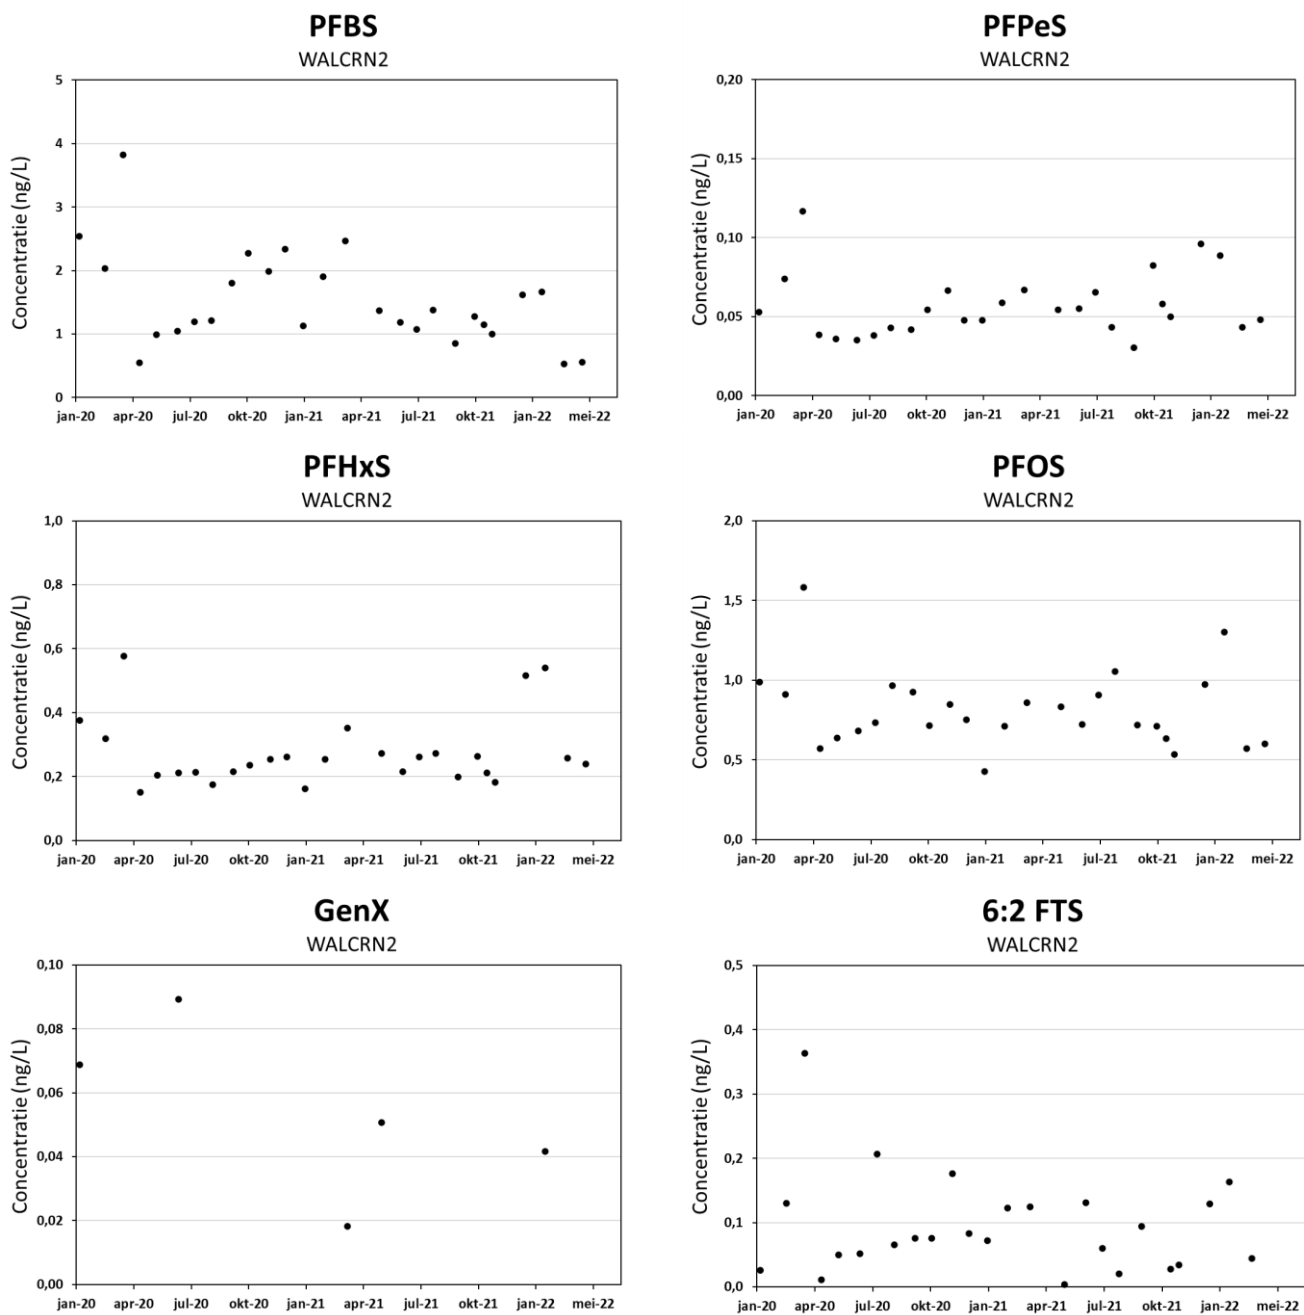 PFBS
WALCRN2
Concentratie (ng/L)
5
4
3
2
1
0
jan-20 apr-20 jul-20 okt-20 jan-21 apr-21 jul-21 okt-21 jan-22 mei-22
PFPeS
WALCRN2
Concentratie (ng/L)
0,20
0,15
0,10
0,05
0,00
jan-20 apr-20 jul-20 okt-20 jan-21 apr-21 jul-21 okt-21 jan-22 mei-22
PFHxS
WALCRN2
Concentratie (ng/L)
1,0
0,8
0,6
0,4
0,2
0,0
jan-20 apr-20 jul-20 okt-20 jan-21 apr-21 jul-21 okt-21 jan-22 mei-22
PFOS
WALCRN2
Concentratie (ng/L)
2,0
1,5
1,0
0,5
0,0
jan-20 apr-20 jul-20 okt-20 jan-21 apr-21 jul-21 okt-21 jan-22 mei-22
GenX
WALCRN2
Concentratie (ng/L)
0,10
0,08
0,06
0,04
0,02
0,00
jan-20 apr-20 jul-20 okt-20 jan-21 apr-21 jul-21 okt-21 jan-22 mei-22
6:2 FTS
WALCRN2
Concentratie (ng/L)
0,5
0,4
0,3
0,2
0,1
0,0
jan-20 apr-20 jul-20 okt-20 jan-21 apr-21 jul-21 okt-21 jan-22 mei-22